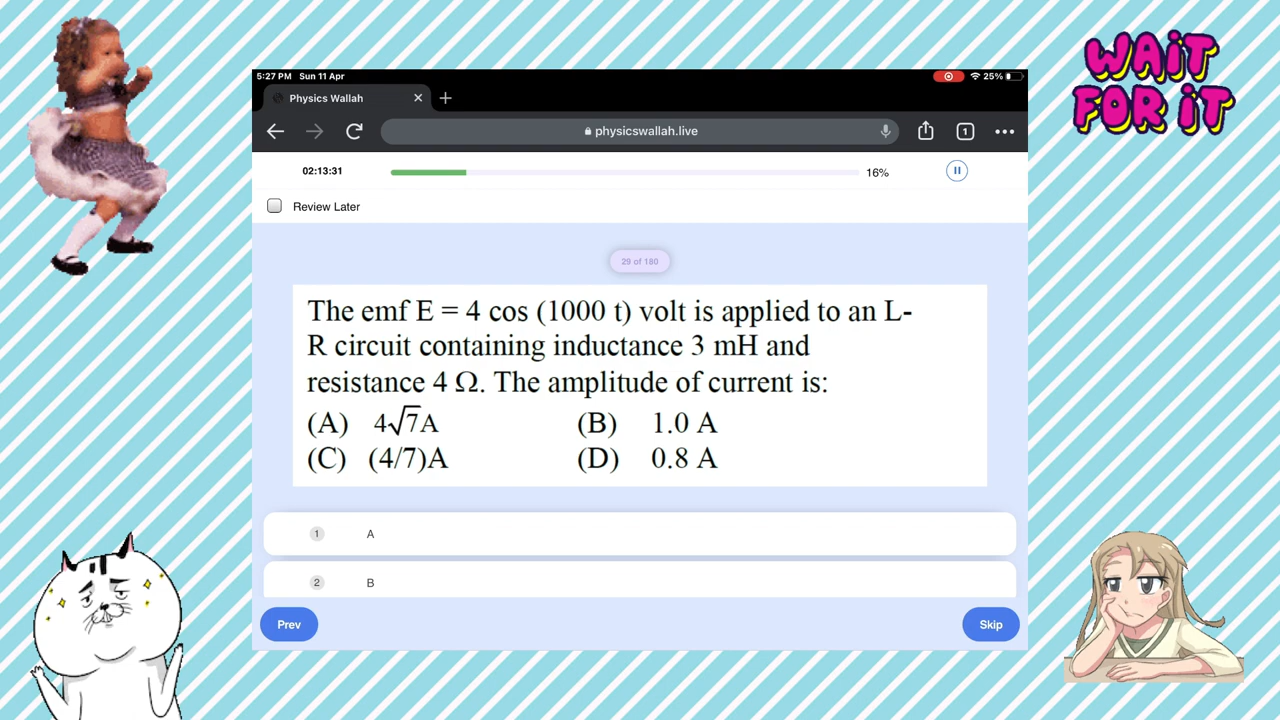 WAiT
FOR iT
5:27 PM Sun 11 Apr
25%
Physics Wallah
physicswallah.live
1
02:13:31
16%
Review Later
29 of 180
The emf E = 4 cos (1000 t) volt is applied to an L-
R circuit containing inductance 3 mH and
resistance 4 Ω. The amplitude of current is:
(A) 4√7A (B) 1.0 A
(C) (4/7)A (D) 0.8 A
1 A
2 B
Prev
Skip